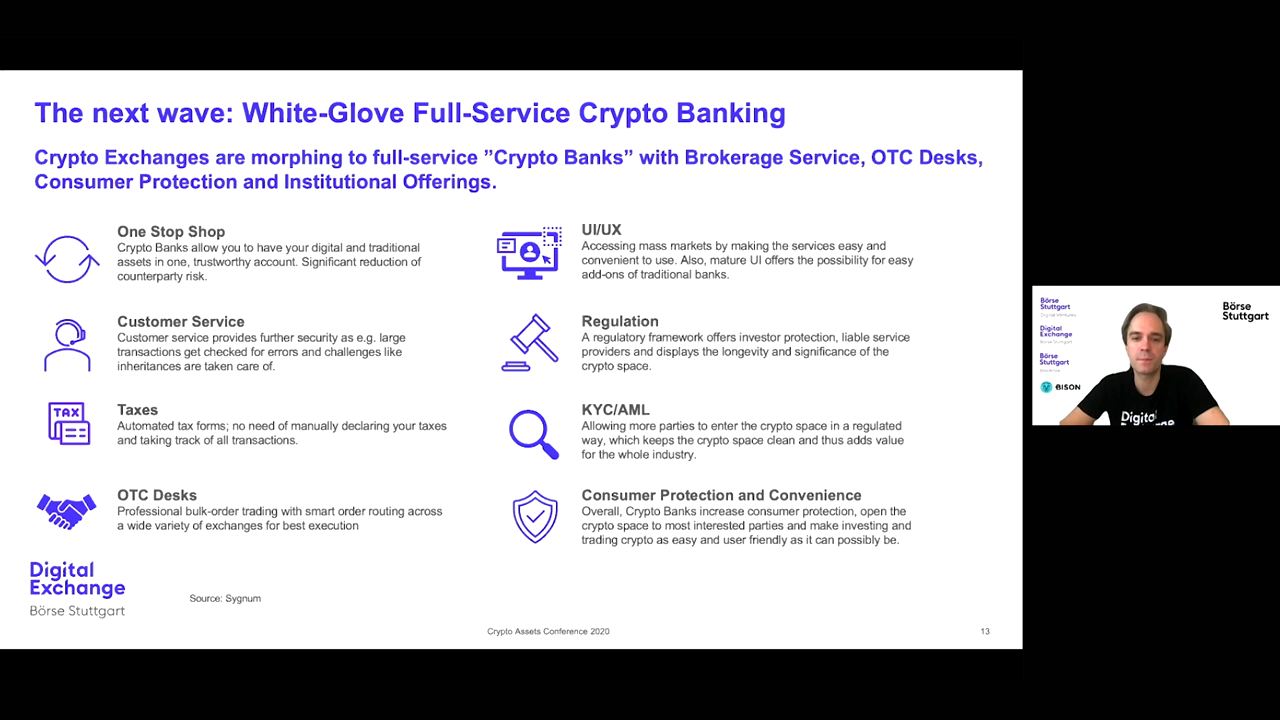 The next wave: White-Glove Full-Service Crypto Banking
Crypto Exchanges are morphing to full-service ”Crypto Banks” with Brokerage Service, OTC Desks,
Consumer Protection and Institutional Offerings.
One Stop Shop
Crypto Banks allow you to have your digital and traditional
assets in one, trustworthy account. Significant reduction of
counterparty risk.
Customer Service
Customer service provides further security as e.g. large
transactions get checked for errors and challenges like
inheritances are taken care of.
TAX
Taxes
Automated tax forms; no need of manually declaring your taxes
and taking track of all transactions.
OTC Desks
Professional bulk-order trading with smart order routing across
a wide variety of exchanges for best execution
UI/UX
Accessing mass markets by making the services easy and
convenient to use. Also, mature UI offers the possibility for easy
add-ons of traditional banks.
Regulation
A regulatory framework offers investor protection, liable service
providers and displays the longevity and significance of the
crypto space.
KYC/AML
Allowing more parties to enter the crypto space in a regulated
way, which keeps the crypto space clean and thus adds value
for the whole industry.
Consumer Protection and Convenience
Overall, Crypto Banks increase consumer protection, open the
crypto space to most interested parties and make investing and
trading crypto as easy and user friendly as it can possibly be.
Digital
Exchange
Börse Stuttgart
Source: Sygnum
Crypto Assets Conference 2020
13
Börse
Stuttgart
Digital Ventures
Digital
Exchange
Börse Stuttgart
Börse
Stuttgart
BISON
Börse
Stuttgart
Digital